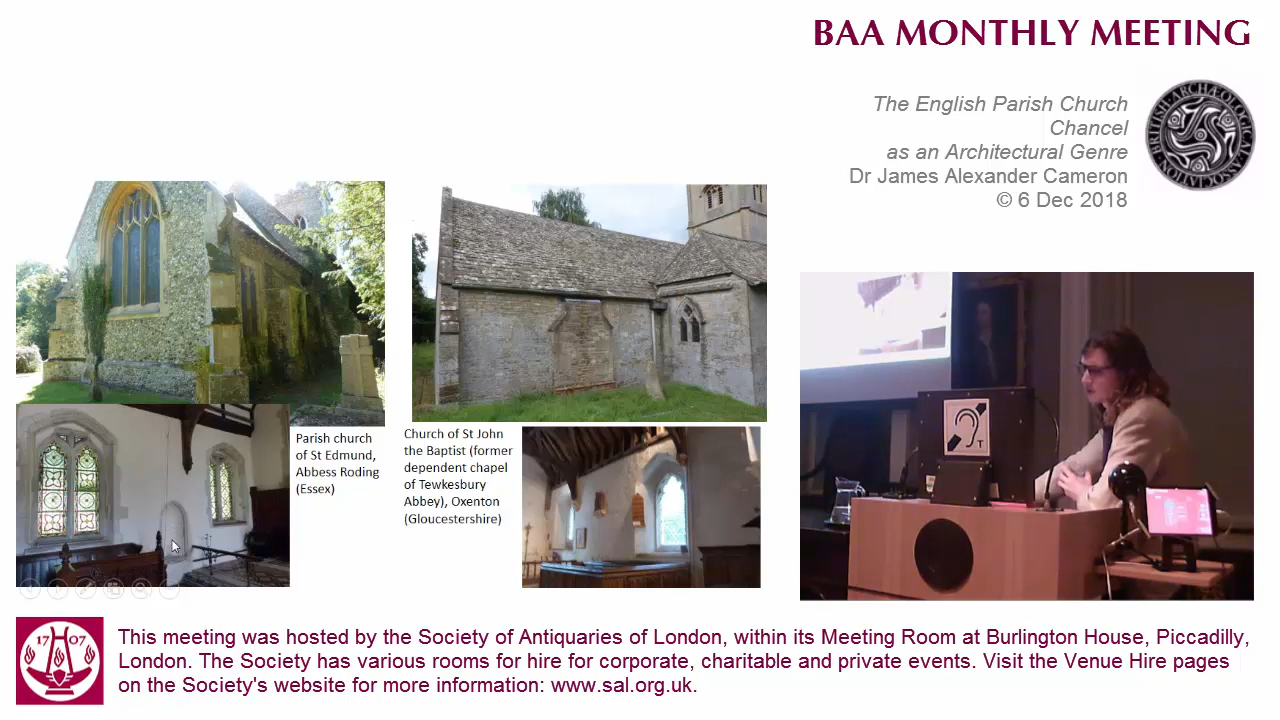 BAA MONTHLY MEETING
The English Parish Church
Chancel
as an Architectural Genre
Dr James Alexander Cameron
© 6 Dec 2018
BRITISH ARCHÆOLOGICAL ASSOCIATION
Parish church
of St Edmund,
Abbess Roding
(Essex)
Church of St John
the Baptist (former
dependent chapel
of Tewkesbury
Abbey), Oxenton
(Gloucestershire)
T
1707
This meeting was hosted by the Society of Antiquaries of London, within its Meeting Room at Burlington House, Piccadilly,
London. The Society has various rooms for hire for corporate, charitable and private events. Visit the Venue Hire pages
on the Society's website for more information: www.sal.org.uk.